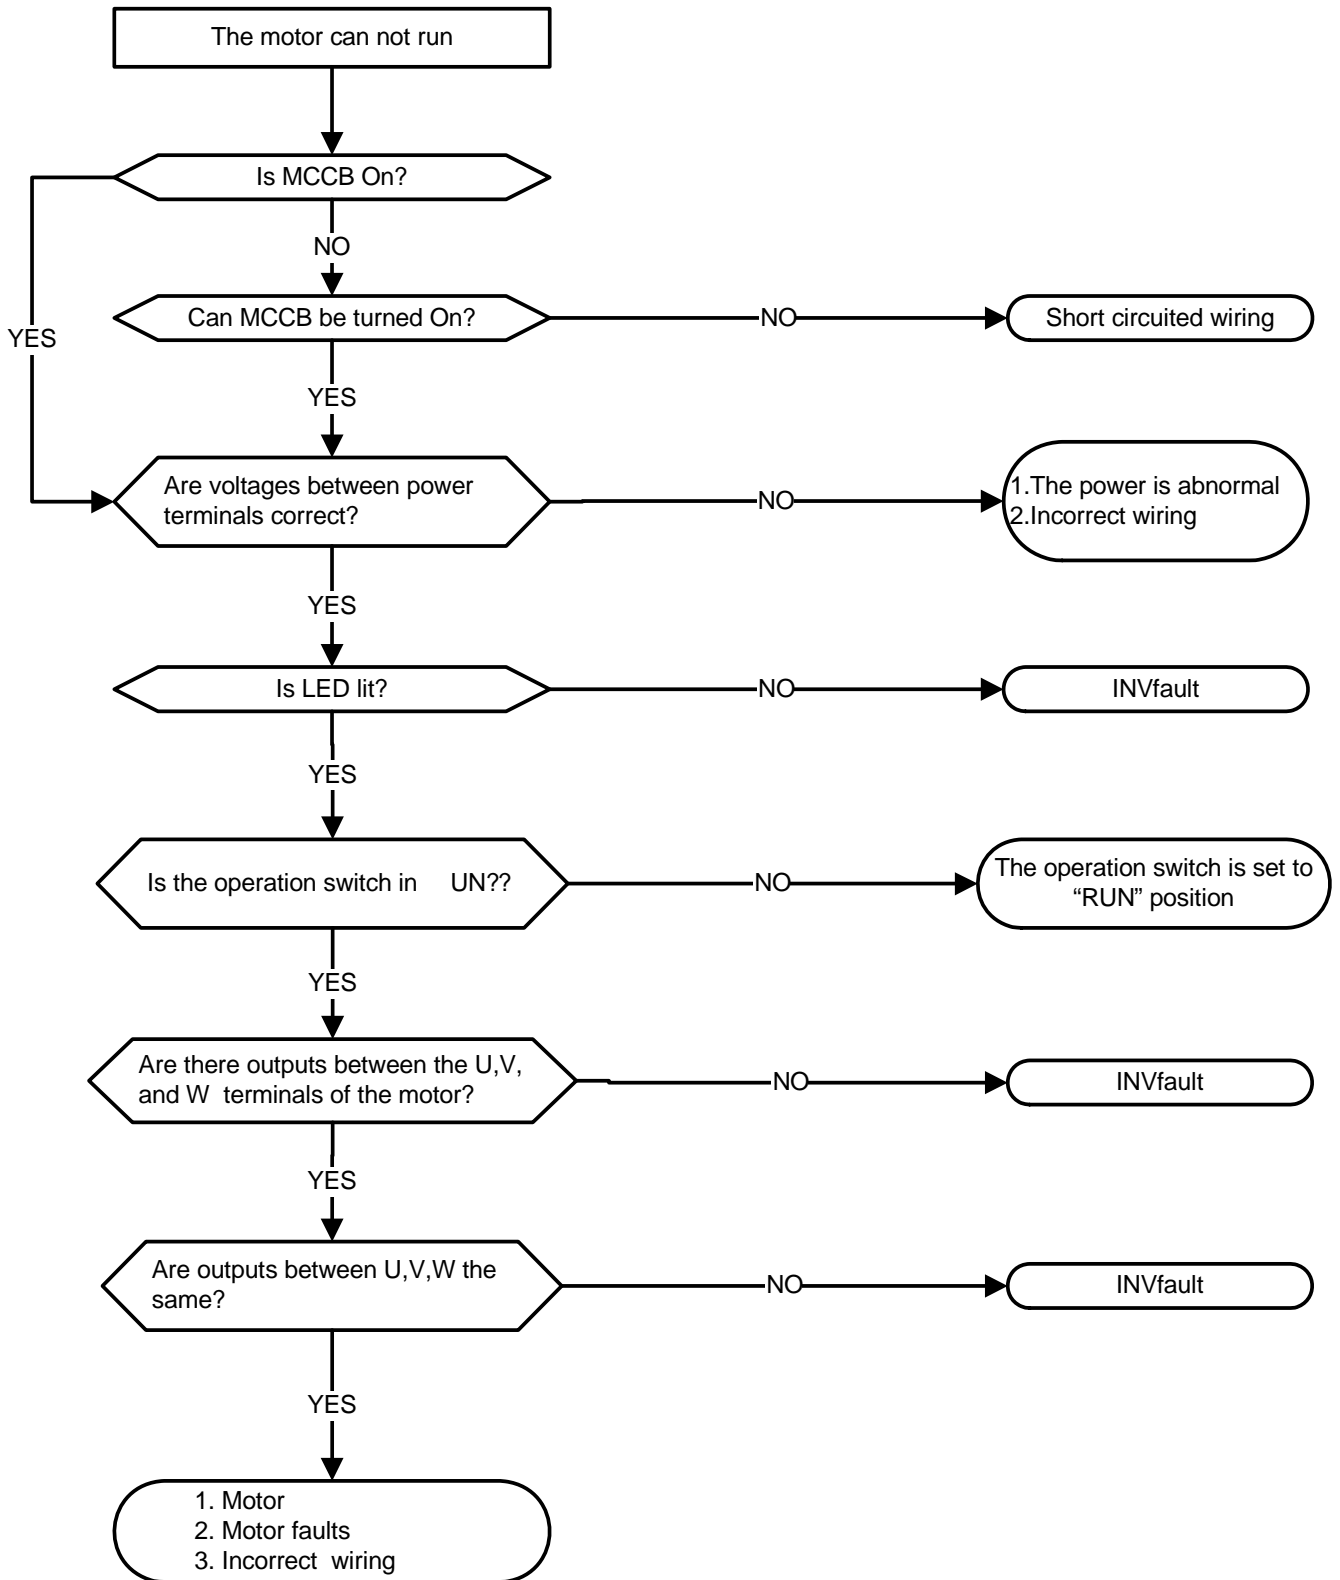 The motor can not run
Is MCCB On?
NO
YES
Can MCCB be turned On?
NO
Short circuited wiring
YES
Are voltages between power
terminals correct?
NO
1.The power is abnormal
2.Incorrect wiring
YES
Is LED lit?
NO
INVfault
YES
Is the operation switch in UN??
NO
The operation switch is set to
“RUN” position
YES
Are there outputs between the U,V,
and W terminals of the motor?
NO
INVfault
YES
Are outputs between U,V,W the
same?
NO
INVfault
YES
1. Motor
2. Motor faults
3. Incorrect wiring